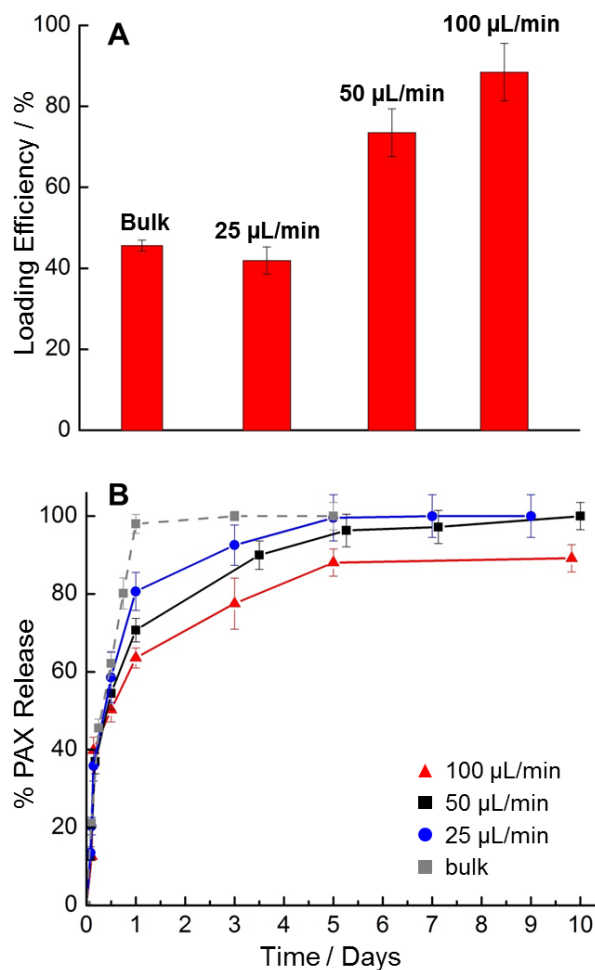 A
100
80
60
40
20
0
Loading Efficiency / %
Bulk
25 µL/min
50 µL/min
100 µL/min
B
100
80
60
40
20
0
% PAX Release
100 µL/min
50 µL/min
25 µL/min
bulk
0 1 2 3 4 5 6 7 8 9 10
Time / Days